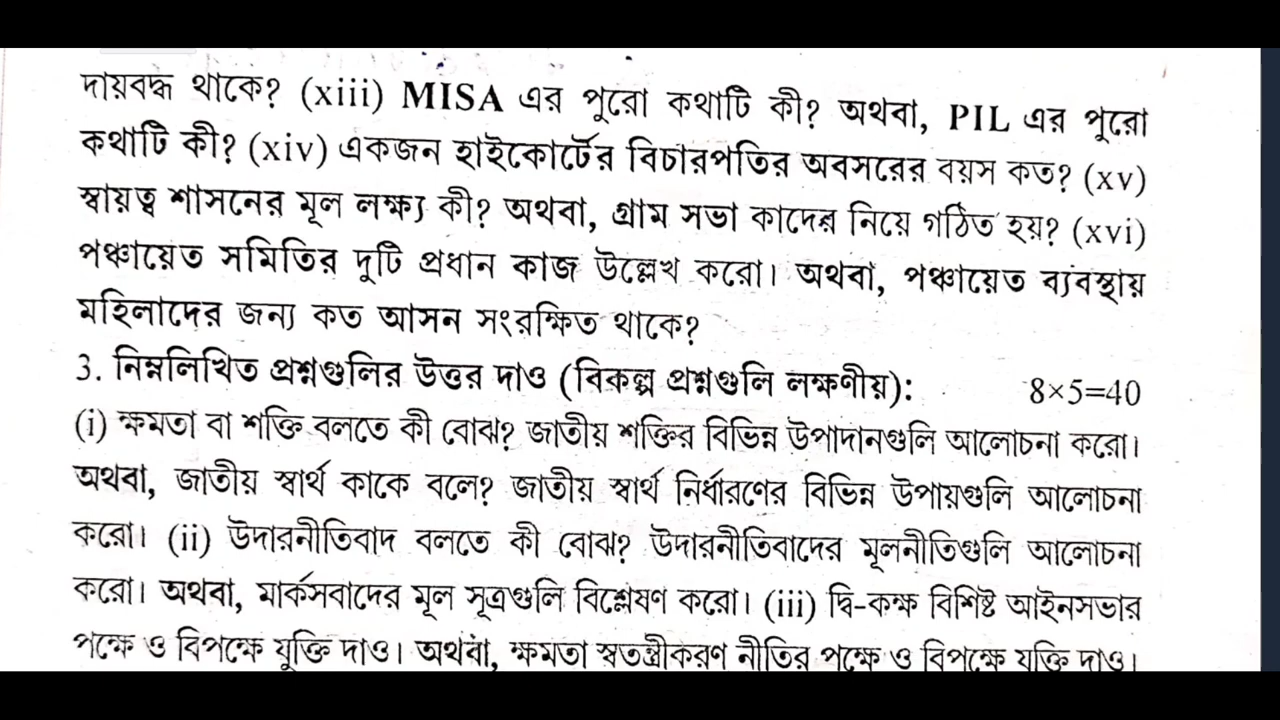 দায়বদ্ধ থাকে? (xiii) MISA এর পুরো কথাটি কী? অথবা, PIL এর পুরো
কথাটি কী? (xiv) একজন হাইকোর্টের বিচারপতির অবসরের বয়স কত? (xv)
স্বায়ত্ব শাসনের মূল লক্ষ্য কী? অথবা, গ্রাম সভা কাদের নিয়ে গঠিত হয়? (xvi)
পঞ্চায়েত সমিতির দুটি প্রধান কাজ উল্লেখ করো। অথবা, পঞ্চায়েত ব্যবস্থায়
মহিলাদের জন্য কত আসন সংরক্ষিত থাকে?
3. নিম্নলিখিত প্রশ্নগুলির উত্তর দাও (বিকল্প প্রশ্নগুলি লক্ষণীয়): 8×5=40
(i) ক্ষমতা বা শক্তি বলতে কী বোঝ? জাতীয় শক্তির বিভিন্ন উপাদানগুলি আলোচনা করো।
অথবা, জাতীয় স্বার্থ কাকে বলে? জাতীয় স্বার্থ নির্ধারণের বিভিন্ন উপায়গুলি আলোচনা
করো। (ii) উদারনীতিবাদ বলতে কী বোঝ? উদারনীতিবাদের মূলনীতিগুলি আলোচনা
করো। অথবা, মার্কসবাদের মূল সূত্রগুলি বিশ্লেষণ করো। (iii) দ্বি-কক্ষ বিশিষ্ট আইনসভার
পক্ষে ও বিপক্ষে যুক্তি দাও। অথবা, ক্ষমতা স্বতন্ত্রীকরণ নীতির পক্ষে ও বিপক্ষে যুক্তি দাও।